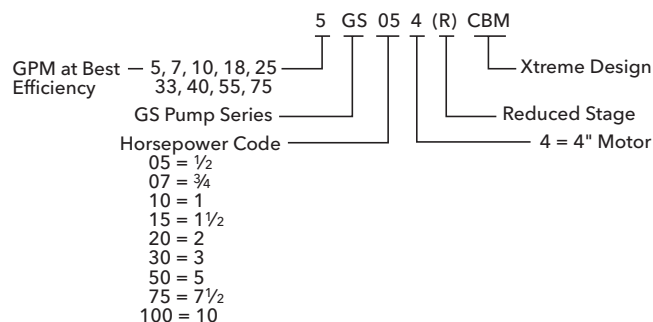 5 GS 05 4 (R) CBM
GPM at Best Efficiency
5, 7, 10, 18, 25
33, 40, 55, 75
Xtreme Design
GS Pump Series
Reduced Stage
Horsepower Code
4 = 4" Motor
05 = ½
07 = ¾
10 = 1
15 = 1½
20 = 2
30 = 3
50 = 5
75 = 7½
100 = 10